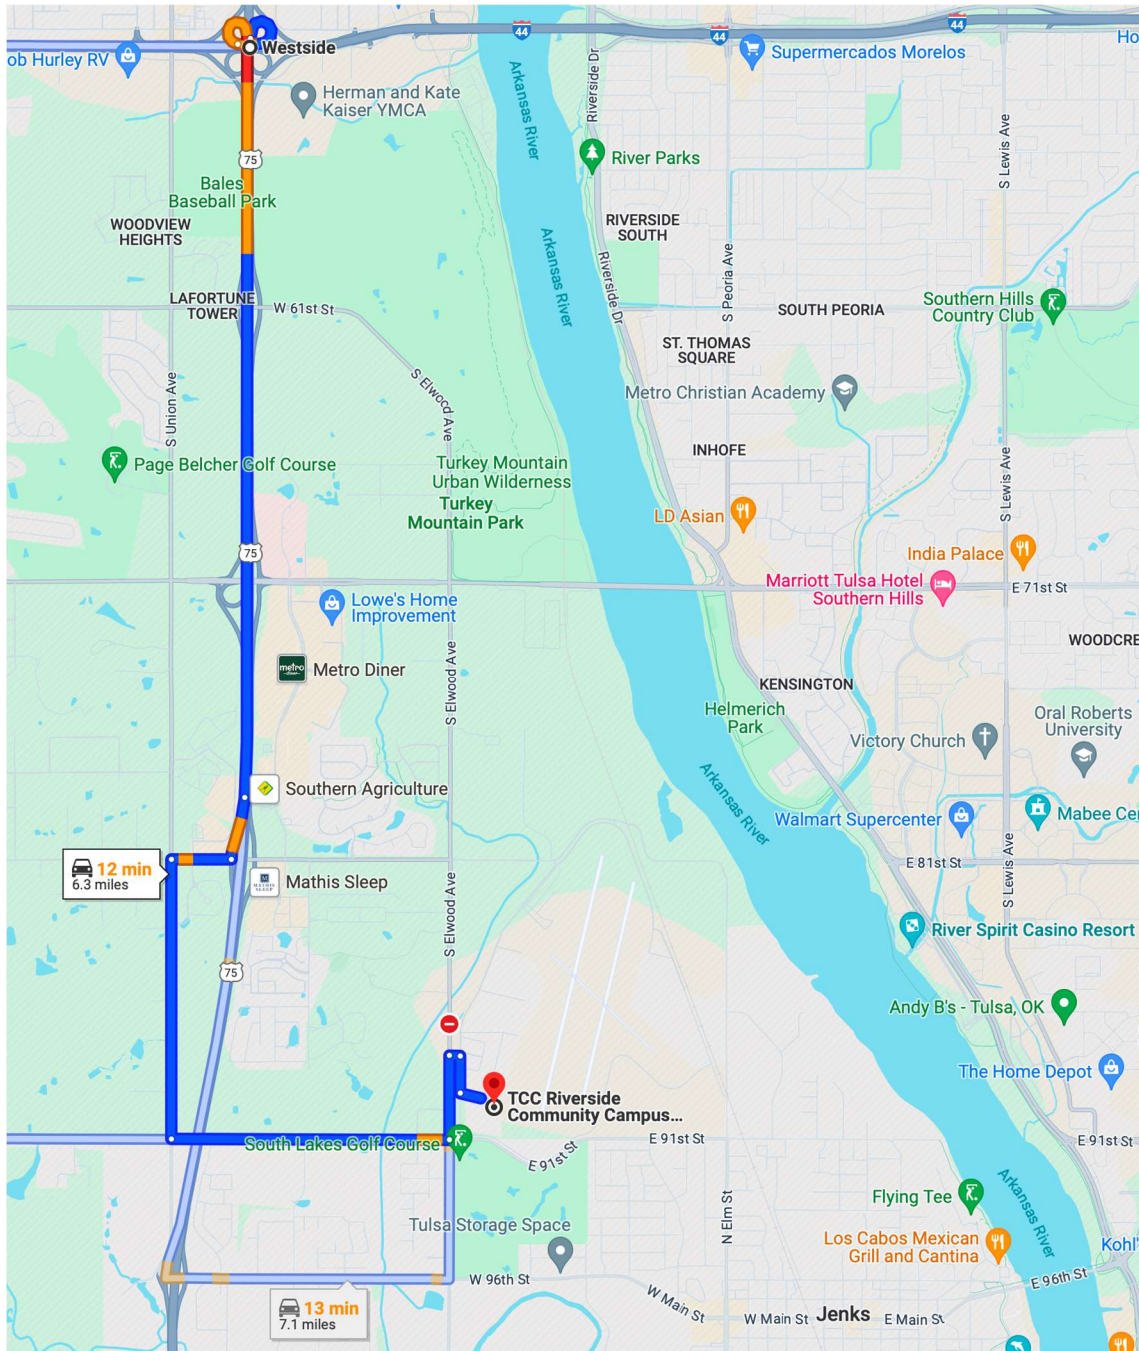 44
44
44
Westside
Ho
ob Hurley RV
Supermercados Morelos
Herman and Kate
Kaiser YMCA
Arkansas River
Riverside Dr
S Lewis Ave
75
River Parks
Bales
Baseball Park
WOODVIEW
HEIGHTS
RIVERSIDE
SOUTH
Arkansas River
Riverside Dr
S Peoria Ave
LAFORTUNE
TOWER
W 61st St
SOUTH PEORIA
Southern Hills
Country Club
ST. THOMAS
SQUARE
S Union Ave
S Elwood Ave
Metro Christian Academy
INHOFE
Page Belcher Golf Course
Turkey Mountain
Urban Wilderness
Turkey
Mountain Park
S Lewis Ave
LD Asian
75
India Palace
Marriott Tulsa Hotel
Southern Hills
E 71st St
Lowe's Home
Improvement
WOODCRE
S Elwood Ave
metro
Metro Diner
KENSINGTON
Helmerich
Park
Oral Roberts
University
Victory Church
Southern Agriculture
Arkansas River
Walmart Supercenter
Mabee Cer
12 min
6.3 miles
E 81st St
S Lewis Ave
MATHIS
SLEEP
Mathis Sleep
S Elwood Ave
River Spirit Casino Resort
75
Andy B's - Tulsa, OK
The Home Depot
TCC Riverside
Community Campus...
South Lakes Golf Course
E 91st St
E 91st St
E 91st St
Arkansas River
Flying Tee
N Elm St
Tulsa Storage Space
Los Cabos Mexican
Grill and Cantina
Kohl'
W 96th St
E 96th St
13 min
7.1 miles
W Main St
W Main St
Jenks
E Main St